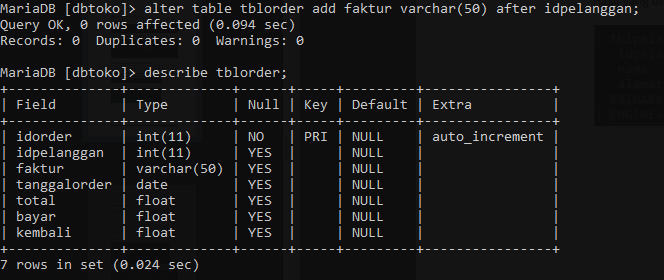 MariaDB [dbtoko]> alter table tblorder add faktur varchar(50) after idpelanggan;
Query OK, 0 rows affected (0.094 sec)
Records: 0  Duplicates: 0  Warnings: 0

MariaDB [dbtoko]> describe tblorder;
+--------------+-------------+------+-----+---------+----------------+
| Field        | Type        | Null | Key | Default | Extra          |
+--------------+-------------+------+-----+---------+----------------+
| idorder      | int(11)     | NO   | PRI | NULL    | auto_increment |
| idpelanggan  | int(11)     | YES  |     | NULL    |                |
| faktur       | varchar(50) | YES  |     | NULL    |                |
| tanggalorder | date        | YES  |     | NULL    |                |
| total        | float       | YES  |     | NULL    |                |
| bayar        | float       | YES  |     | NULL    |                |
| kembali      | float       | YES  |     | NULL    |                |
+--------------+-------------+------+-----+---------+----------------+
7 rows in set (0.024 sec)